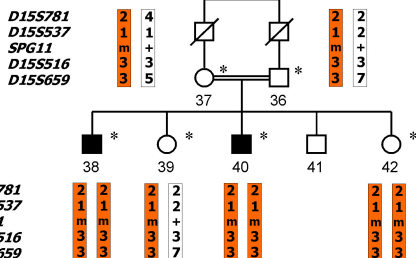 D15S781 2 4 2 2
D15S537 1 1 1 2
SPG11 m + m +
D15S516 3 3 3 3
D15S659 3 5 3 7
* *
37 36
* * * *
38 39 40 41 42
781 2 2 2 2 2 2 2 2
537 1 1 1 2 1 1 1 1
1 m m m + m m m m
516 3 3 3 3 3 3 3 3
659 3 3 3 7 3 3 3 3